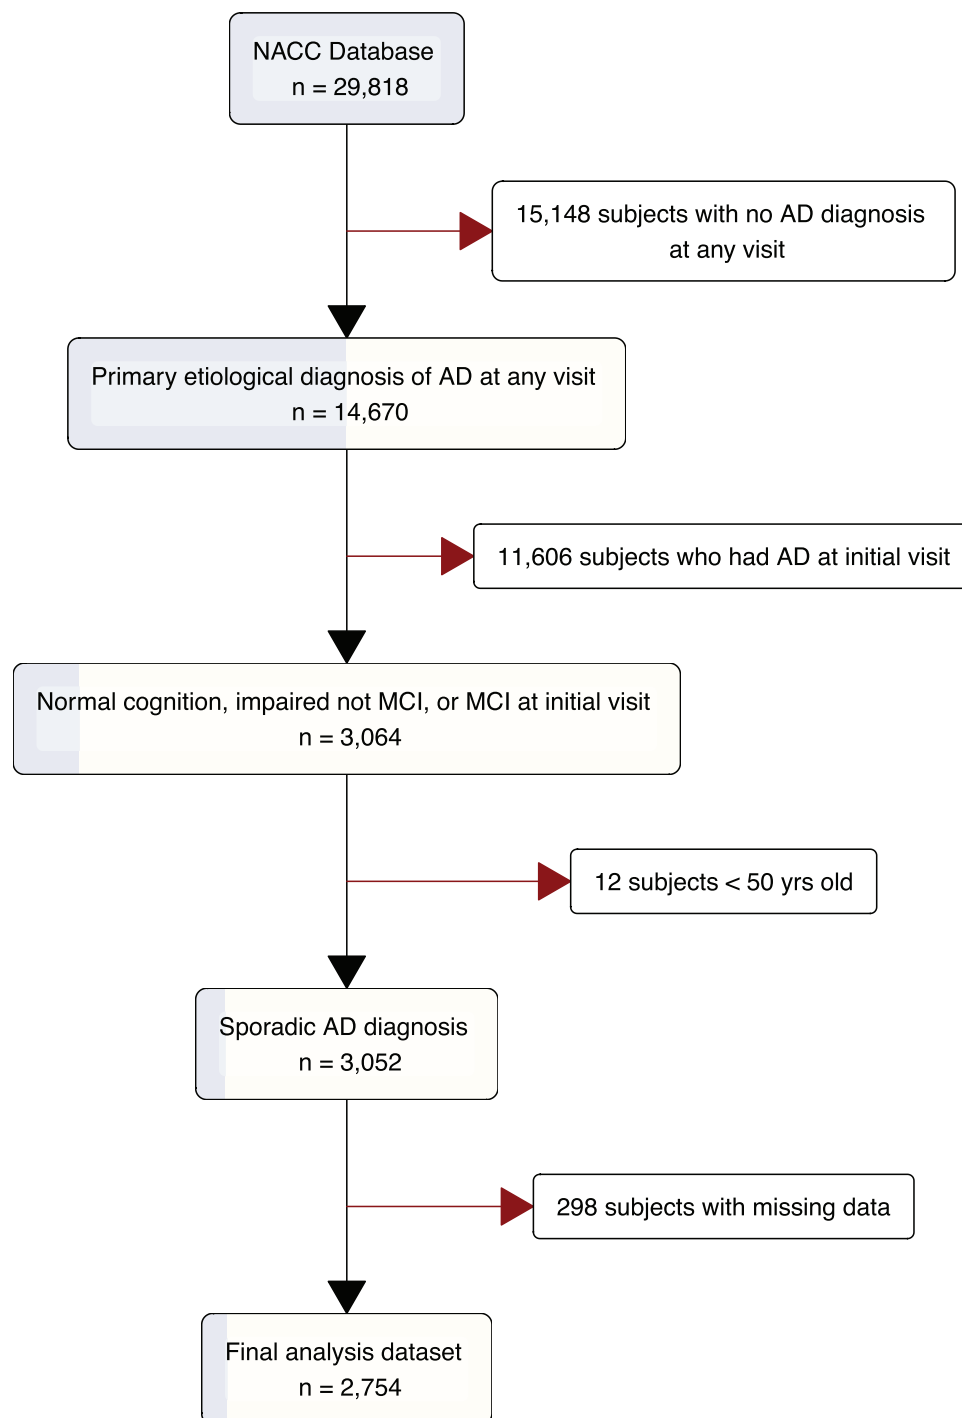 NACC Database
n = 29,818
15,148 subjects with no AD diagnosis
at any visit
Primary etiological diagnosis of AD at any visit
n = 14,670
11,606 subjects who had AD at initial visit
Normal cognition, impaired not MCI, or MCI at initial visit
n = 3,064
12 subjects < 50 yrs old
Sporadic AD diagnosis
n = 3,052
298 subjects with missing data
Final analysis dataset
n = 2,754